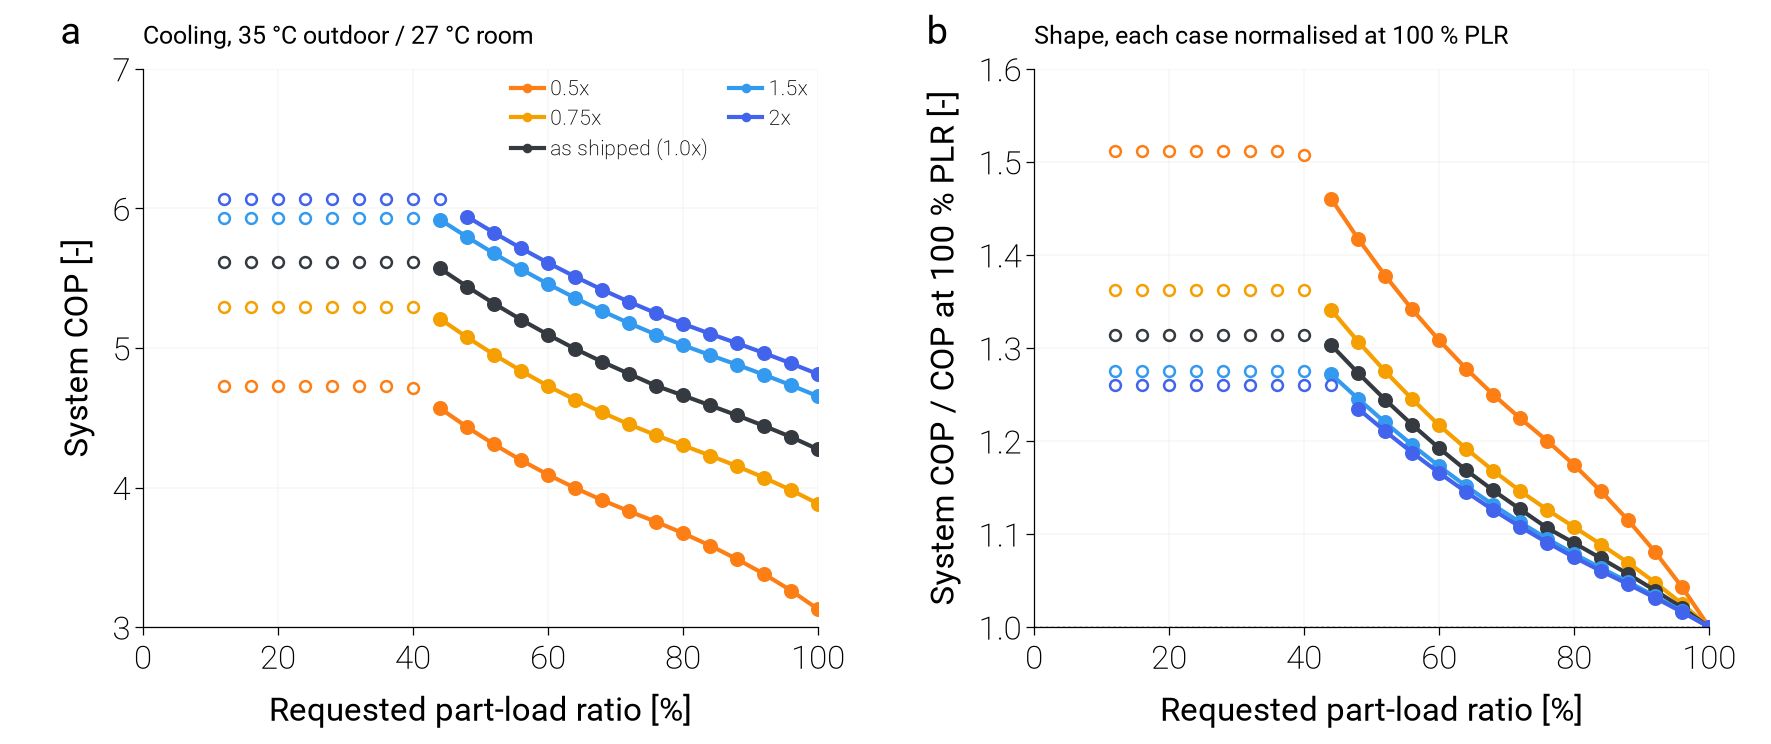 a
Cooling, 35 °C outdoor / 27 °C room
7
6
5
4
3
System COP [-]
0.5x
0.75x
as shipped (1.0x)
1.5x
2x
0 20 40 60 80 100
Requested part-load ratio [%]
b
Shape, each case normalised at 100 % PLR
1.6
1.5
1.4
1.3
1.2
1.1
1.0
System COP / COP at 100 % PLR [-]
0 20 40 60 80 100
Requested part-load ratio [%]